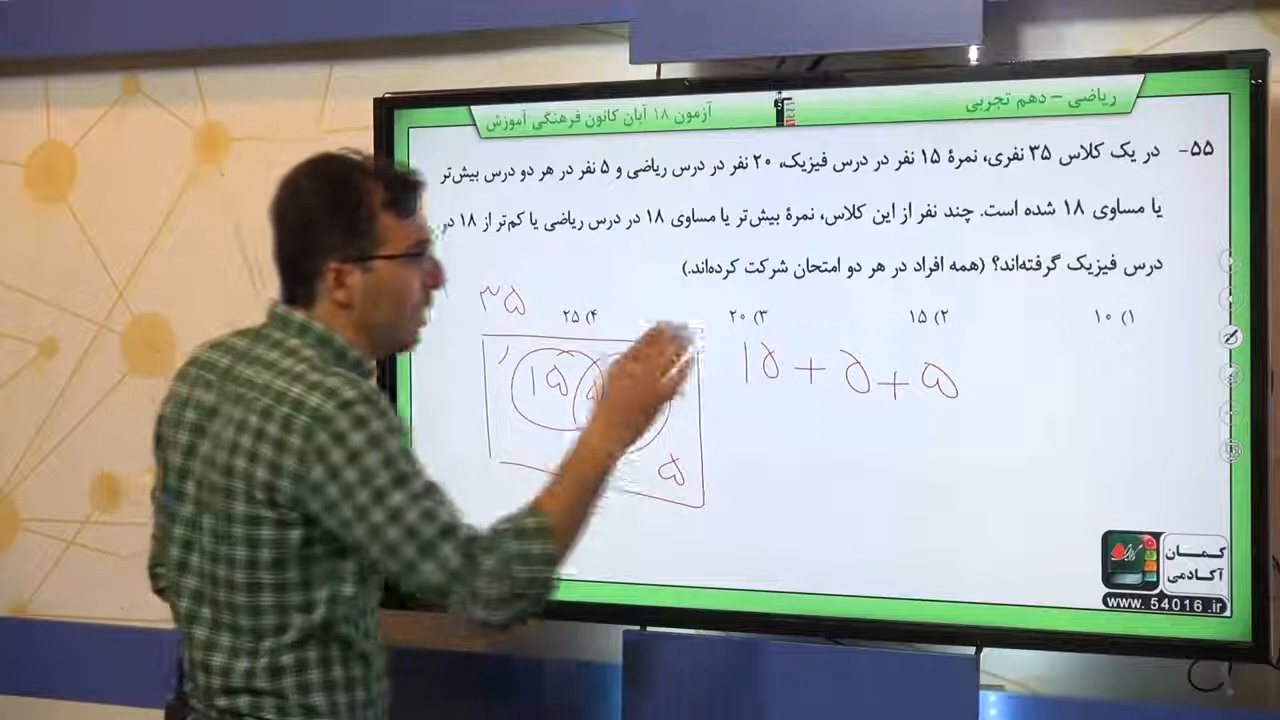 ریاضی - دهم تجربی
آزمون ۱۸ آبان کانون فرهنگی آموزش
۵۵- در یک کلاس ۳۵ نفری، نمرهٔ ۱۵ نفر در درس فیزیک، ۲۰ نفر در درس ریاضی و ۵ نفر در هر دو درس بیش‌تر
یا مساوی ۱۸ شده است. چند نفر از این کلاس، نمرهٔ بیش‌تر یا مساوی ۱۸ در درس ریاضی یا کم‌تر از ۱۸ در
درس فیزیک گرفته‌اند؟ (همه افراد در هر دو امتحان شرکت کرده‌اند.)
۱) ۱۰ ۲) ۱۵ ۳) ۲۰ ۴) ۲۵
۳۵
۱۵ ۵
۱۵ + ۵ + ۵
۵
کمان
آکادمی
www. 54016 .ir